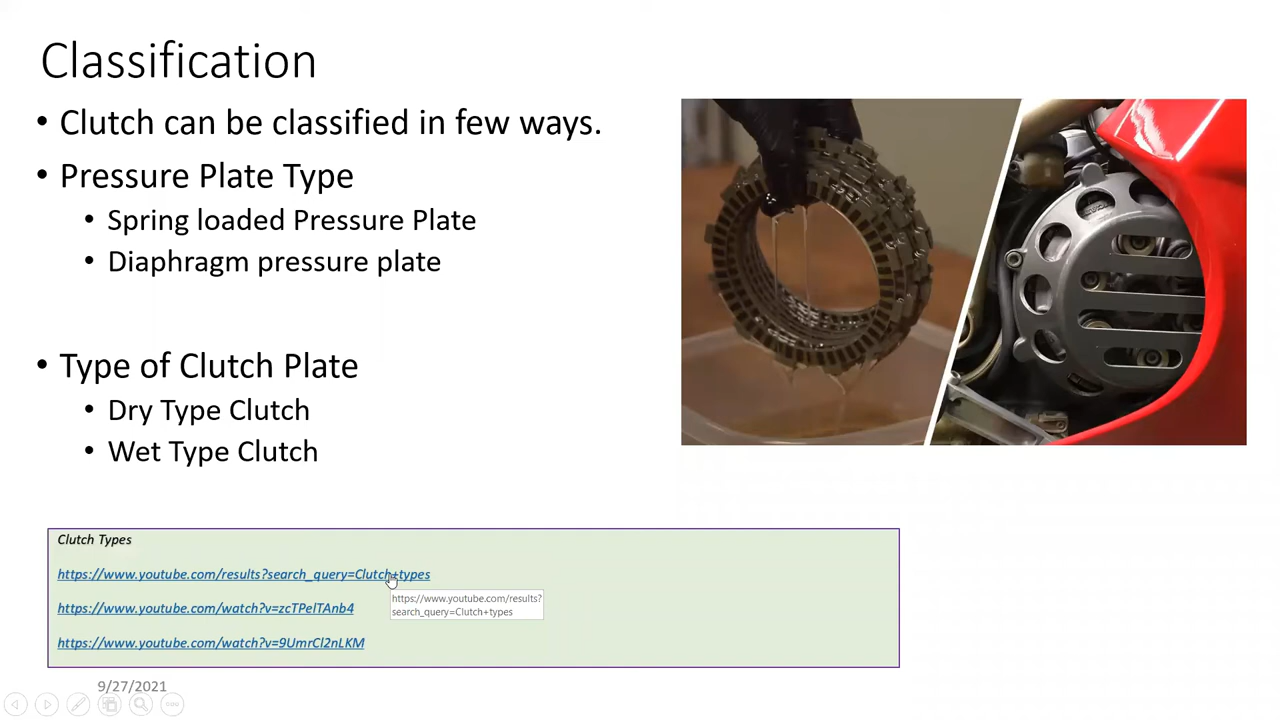 Classification
• Clutch can be classified in few ways.
• Pressure Plate Type
• Spring loaded Pressure Plate
• Diaphragm pressure plate
• Type of Clutch Plate
• Dry Type Clutch
• Wet Type Clutch
Clutch Types
https://www.youtube.com/results?search_query=Clutch+types
https://www.youtube.com/results?
search_query=Clutch+types
https://www.youtube.com/watch?v=zcTPelTAnb4
https://www.youtube.com/watch?v=9UmrCl2nLKM
9/27/2021